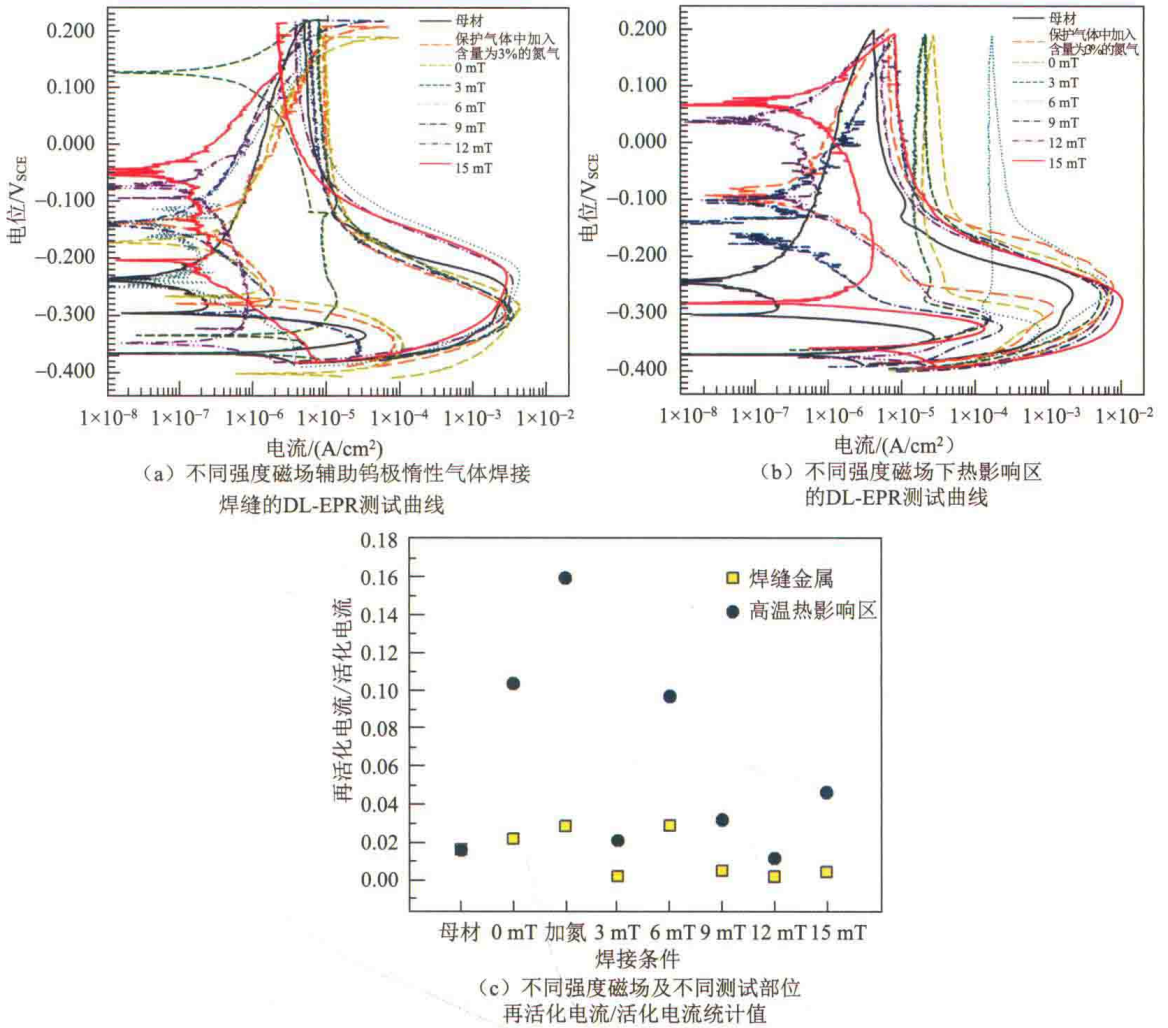 0.200
0.100
0.000
−0.100
−0.200
−0.300
−0.400
电位/V_SCE
母材
保护气体中加入
含量为3%的氮气
0 mT
3 mT
6 mT
9 mT
12 mT
15 mT
1×10⁻⁸ 1×10⁻⁷ 1×10⁻⁶ 1×10⁻⁵ 1×10⁻⁴ 1×10⁻³ 1×10⁻²
电流/(A/cm²)
（a）不同强度磁场辅助钨极惰性气体焊接
焊缝的DL-EPR测试曲线
0.200
0.100
0.000
−0.100
−0.200
−0.300
−0.400
电位/V_SCE
母材
保护气体中加入
含量为3%的氮气
0 mT
3 mT
6 mT
9 mT
12 mT
15 mT
1×10⁻⁸ 1×10⁻⁷ 1×10⁻⁶ 1×10⁻⁵ 1×10⁻⁴ 1×10⁻³ 1×10⁻²
电流/(A/cm²）
（b）不同强度磁场下热影响区
的DL-EPR测试曲线
0.18
0.16
0.14
0.12
0.10
0.08
0.06
0.04
0.02
0.00
再活化电流/活化电流
焊缝金属
高温热影响区
母材 0 mT 加氮 3 mT 6 mT 9 mT 12 mT 15 mT
焊接条件
（c）不同强度磁场及不同测试部位
再活化电流/活化电流统计值